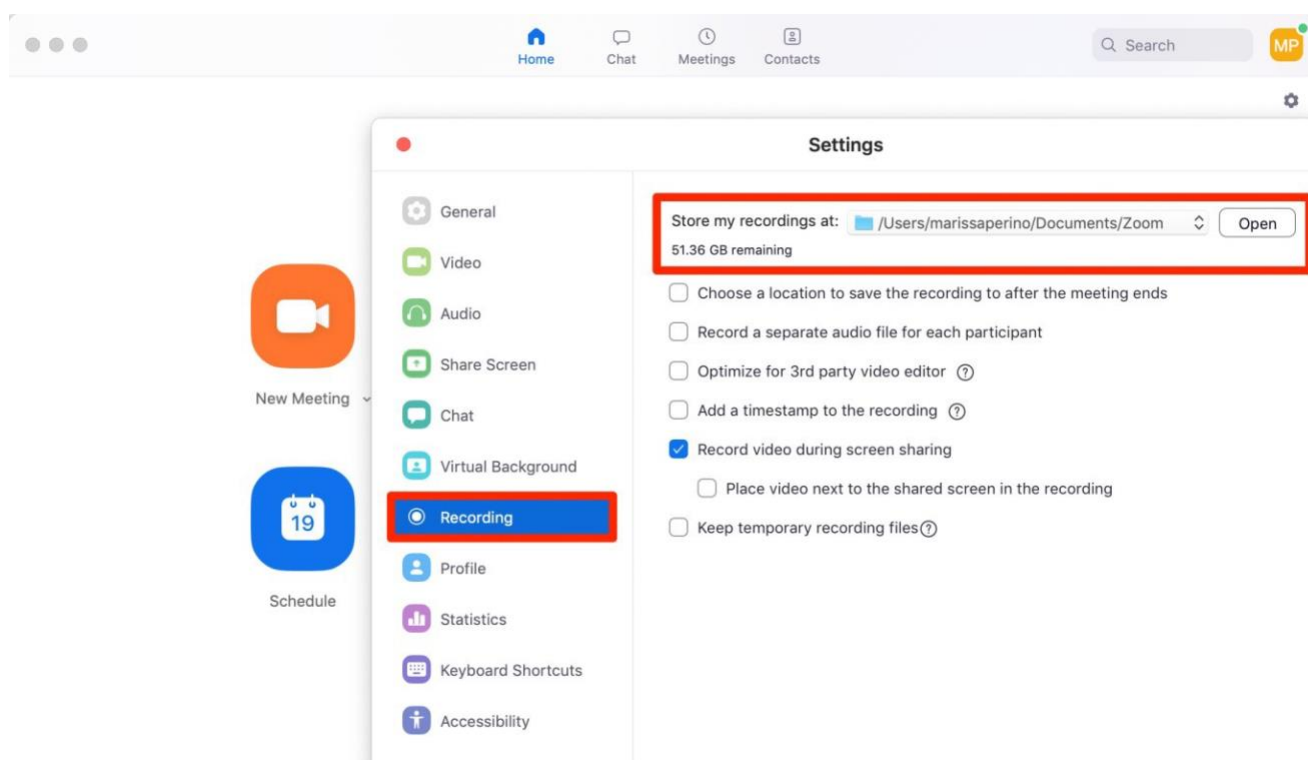 Home
Chat
Meetings
Contacts
Search
MP
Settings
General
Video
Audio
Share Screen
Chat
Virtual Background
Recording
Profile
Statistics
Keyboard Shortcuts
Accessibility
Store my recordings at: /Users/marissaperino/Documents/Zoom Open
51.36 GB remaining
Choose a location to save the recording to after the meeting ends
Record a separate audio file for each participant
Optimize for 3rd party video editor ?
Add a timestamp to the recording ?
Record video during screen sharing
Place video next to the shared screen in the recording
Keep temporary recording files ?
New Meeting
19
Schedule